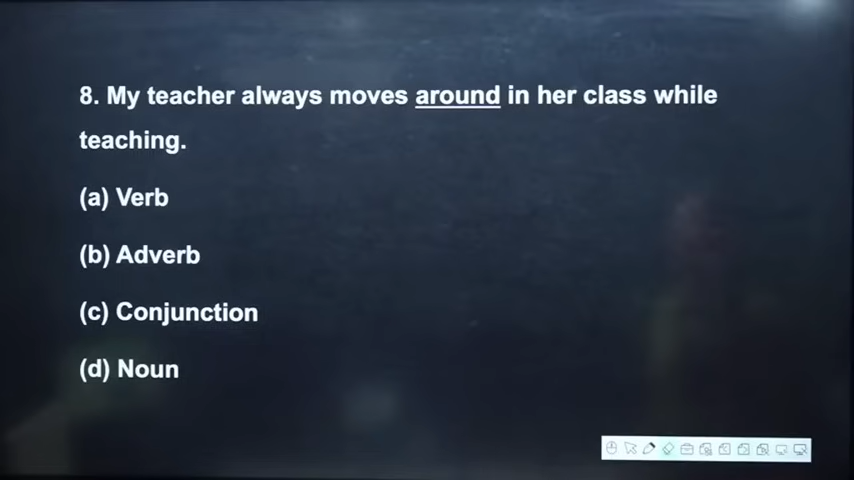 8. My teacher always moves around in her class while
teaching.
(a) Verb
(b) Adverb
(c) Conjunction
(d) Noun